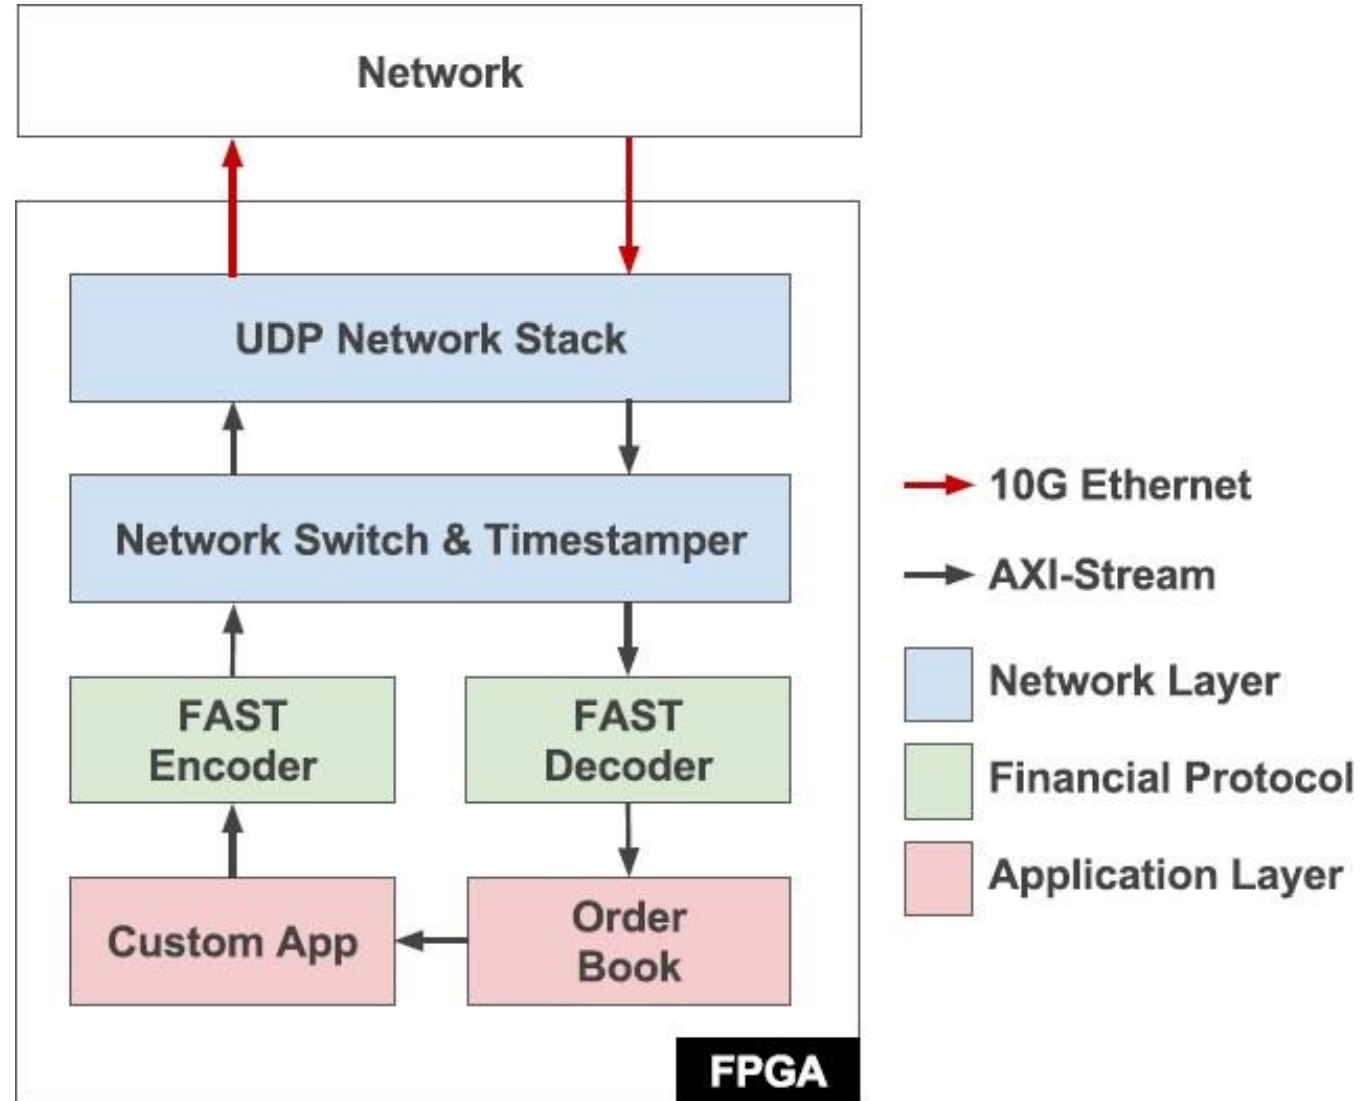 Network
UDP Network Stack
Network Switch & Timestamper
FAST
Encoder
FAST
Decoder
Custom App
Order
Book
FPGA
10G Ethernet
AXI-Stream
Network Layer
Financial Protocol
Application Layer